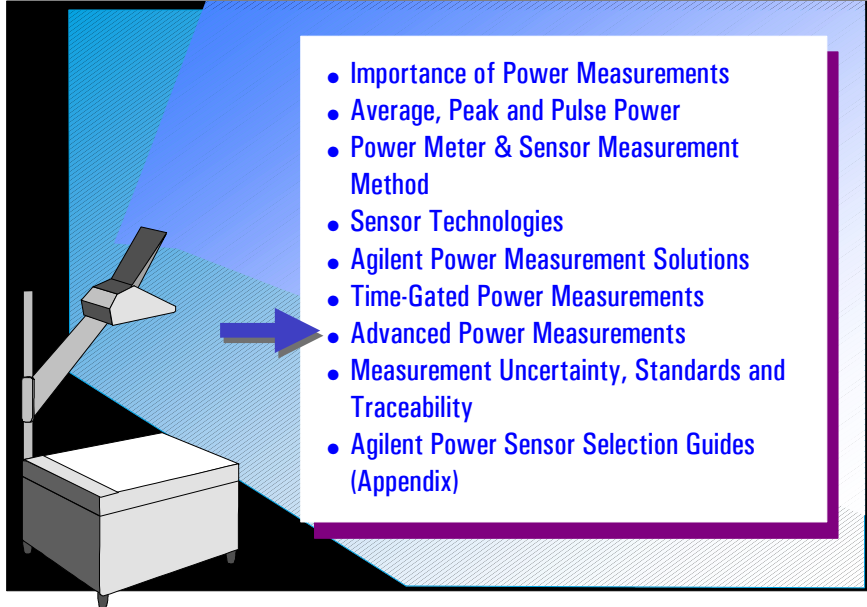 ● Importance of Power Measurements
● Average, Peak and Pulse Power
● Power Meter & Sensor Measurement
Method
● Sensor Technologies
● Agilent Power Measurement Solutions
● Time-Gated Power Measurements
● Advanced Power Measurements
● Measurement Uncertainty, Standards and
Traceability
● Agilent Power Sensor Selection Guides
(Appendix)